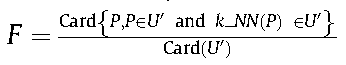 F = Card{P,P∈U′ and k_NN(P) ∈U′} / Card(U′)